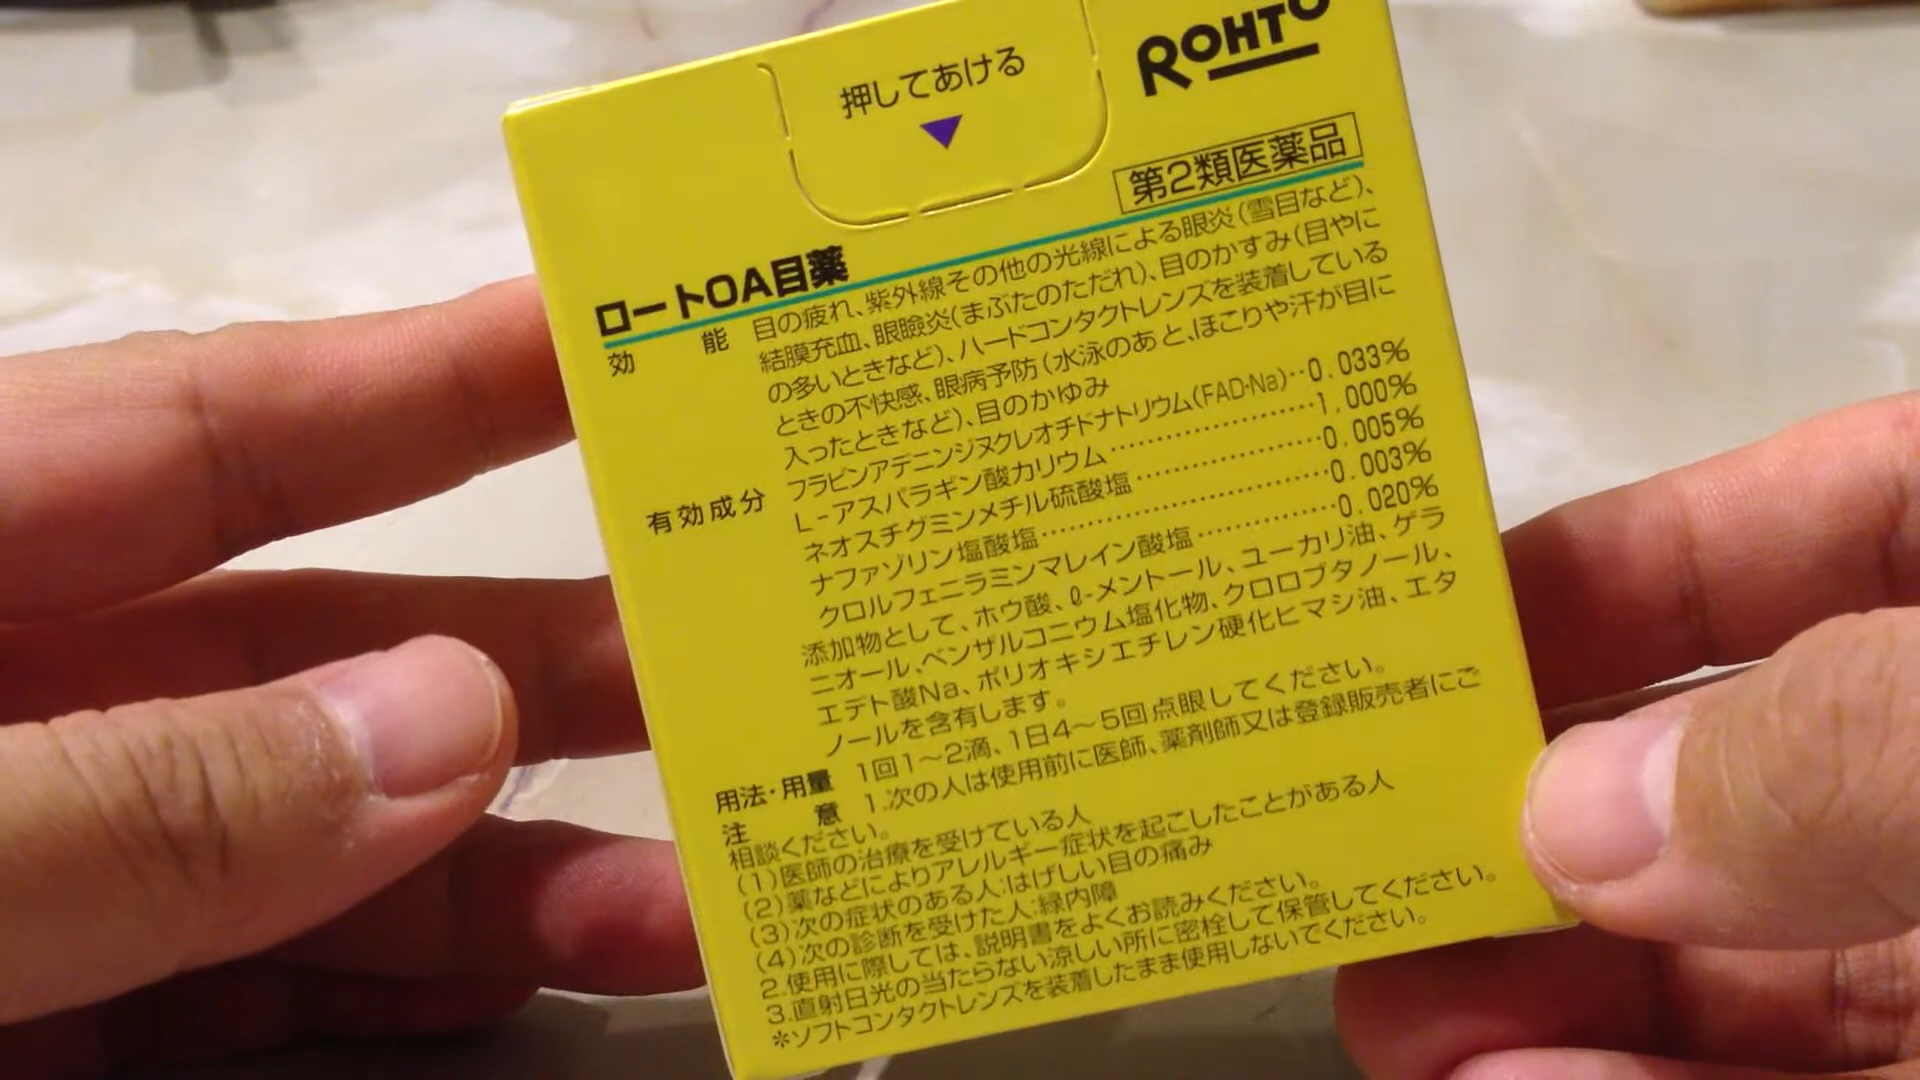 押してあける
ROHTO
第2類医薬品
ロートOA目薬
効能 目の疲れ、紫外線その他の光線による眼炎(雪目など)、
結膜充血、眼瞼炎(まぶたのただれ)、目のかすみ(目やに
の多いときなど)、ハードコンタクトレンズを装着している
ときの不快感、眼病予防(水泳のあと、ほこりや汗が目に
入ったときなど)、目のかゆみ
有効成分 フラビンアデニンジヌクレオチドナトリウム(FAD·Na)‥0.033%
L-アスパラギン酸カリウム‥‥‥‥‥‥‥‥1.000%
ネオスチグミンメチル硫酸塩‥‥‥‥‥‥‥0.005%
ナファゾリン塩酸塩‥‥‥‥‥‥‥‥‥‥‥0.003%
クロルフェニラミンマレイン酸塩‥‥‥‥‥0.020%
添加物として、ホウ酸、ℓ-メントール、ユーカリ油、ゲラ
ニオール、ベンザルコニウム塩化物、クロロブタノール、
エデト酸Na、ポリオキシエチレン硬化ヒマシ油、エタ
ノールを含有します。
用法・用量 1回1〜2滴、1日4〜5回点眼してください。
注意 1.次の人は使用前に医師、薬剤師又は登録販売者にご
相談ください。
(1)医師の治療を受けている人
(2)薬などによりアレルギー症状を起こしたことがある人
(3)次の症状のある人:はげしい目の痛み
(4)次の診断を受けた人:緑内障
2.使用に際しては、説明書をよくお読みください。
3.直射日光の当たらない涼しい所に密栓して保管してください。
*ソフトコンタクトレンズを装着したまま使用しないでください。